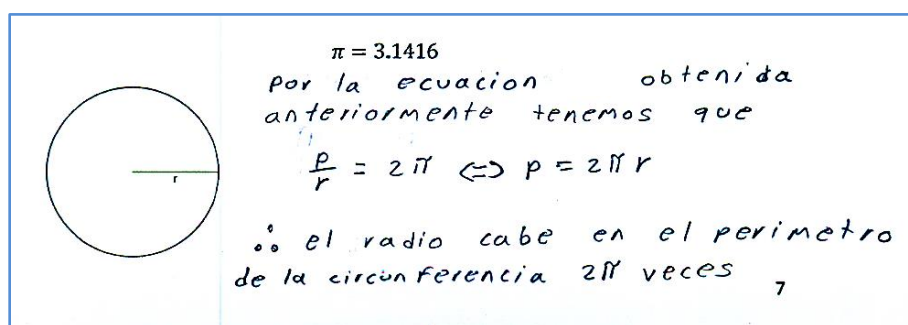 π = 3.1416
por la ecuacion obtenida
anteriormente tenemos que
p/r = 2π ⇔ p = 2πr
r
∴ el radio cabe en el perimetro
de la circunferencia 2π veces
7